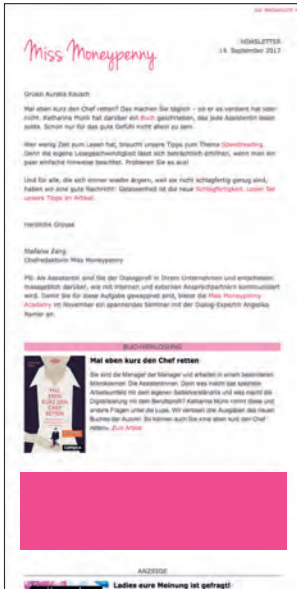 zur Webansicht
Miss Moneypenny
NEWSLETTER
14. September 2017
Grüezi Aurelia Kausch
Mal eben kurz den Chef retten? Das machen Sie täglich – ob er es verdient hat oder
nicht. Katharina Münk hat darüber ein Buch geschrieben, das jede Assistentin lesen
sollte. Schon nur für das gute Gefühl nicht allein zu sein.
Wer wenig Zeit zum Lesen hat, braucht unsere Tipps zum Thema Speedreading.
Denn die eigene Lesegeschwindigkeit lässt sich beträchtlich erhöhen, wenn man ein
paar einfache Hinweise beachtet. Probieren Sie es aus!
Und für alle, die sich immer wieder ärgern, weil sie nicht schlagfertig genug sind,
haben wir eine gute Nachricht: Gelassenheit ist die neue Schlagfertigkeit. Lesen Sie
unsere Tipps im Artikel.
Herzliche Grüsse
Stefanie Zeng
Chefredaktorin Miss Moneypenny
PS: Als Assistentin sind Sie der Dialogprofi in Ihrem Unternehmen und entscheiden
massgeblich darüber, wie mit internen und externen Ansprechpartnern kommuniziert
wird. Damit Sie für diese Aufgabe gewappnet sind, bietet die Miss Moneypenny
Academy im November ein spannendes Seminar mit der Dialog-Expertin Angelika
Ramer an.
BUCHVERLOSUNG
MAL
EBEN
KURZ DEN
CHEF
RETTEN
campus
Mal eben kurz den Chef retten
Sie sind die Manager der Manager und arbeiten in einem besonderen
Mikrokosmos: Die Assistentinnen. Denn was macht das spezielle
Arbeitsumfeld mit dem eigenen Selbstverständnis und was macht die
Digitalisierung mit dem Berufsprofil? Katharina Münk nimmt diese und
andere Fragen unter die Lupe. Wir verlosen drei Ausgaben des neuen
Buches der Autorin. So können auch Sie «mal eben kurz den Chef
retten». Zum Artikel
ANZEIGE
Ladies eure Meinung ist gefragt!